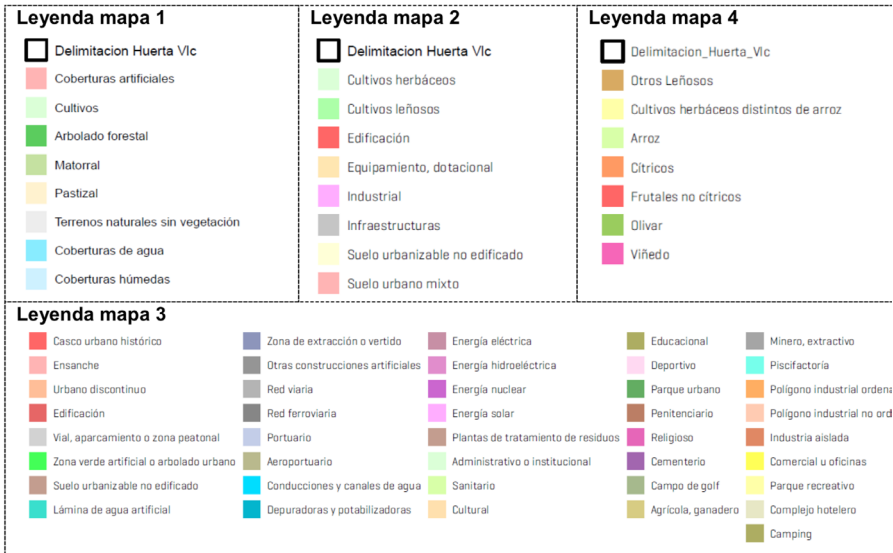 Leyenda mapa 1
Delimitacion Huerta Vlc
Coberturas artificiales
Cultivos
Arbolado forestal
Matorral
Pastizal
Terrenos naturales sin vegetación
Coberturas de agua
Coberturas húmedas
Leyenda mapa 2
Delimitacion Huerta Vlc
Cultivos herbáceos
Cultivos leñosos
Edificación
Equipamiento, dotacional
Industrial
Infraestructuras
Suelo urbanizable no edificado
Suelo urbano mixto
Leyenda mapa 4
Delimitacion_Huerta_Vlc
Otros Leñosos
Cultivos herbáceos distintos de arroz
Arroz
Cítricos
Frutales no cítricos
Olivar
Viñedo
Leyenda mapa 3
Casco urbano histórico
Ensanche
Urbano discontinuo
Edificación
Vial, aparcamiento o zona peatonal
Zona verde artificial o arbolado urbano
Suelo urbanizable no edificado
Lámina de agua artificial
Zona de extracción o vertido
Otras construcciones artificiales
Red viaria
Red ferroviaria
Portuario
Aeroportuario
Conducciones y canales de agua
Depuradoras y potabilizadoras
Energía eléctrica
Energía hidroeléctrica
Energía nuclear
Energía solar
Plantas de tratamiento de residuos
Administrativo o institucional
Sanitario
Cultural
Educacional
Deportivo
Parque urbano
Penitenciario
Religioso
Cementerio
Campo de golf
Agrícola, ganadero
Minero, extractivo
Piscifactoría
Polígono industrial ordena
Polígono industrial no ord
Industria aislada
Comercial u oficinas
Parque recreativo
Complejo hotelero
Camping